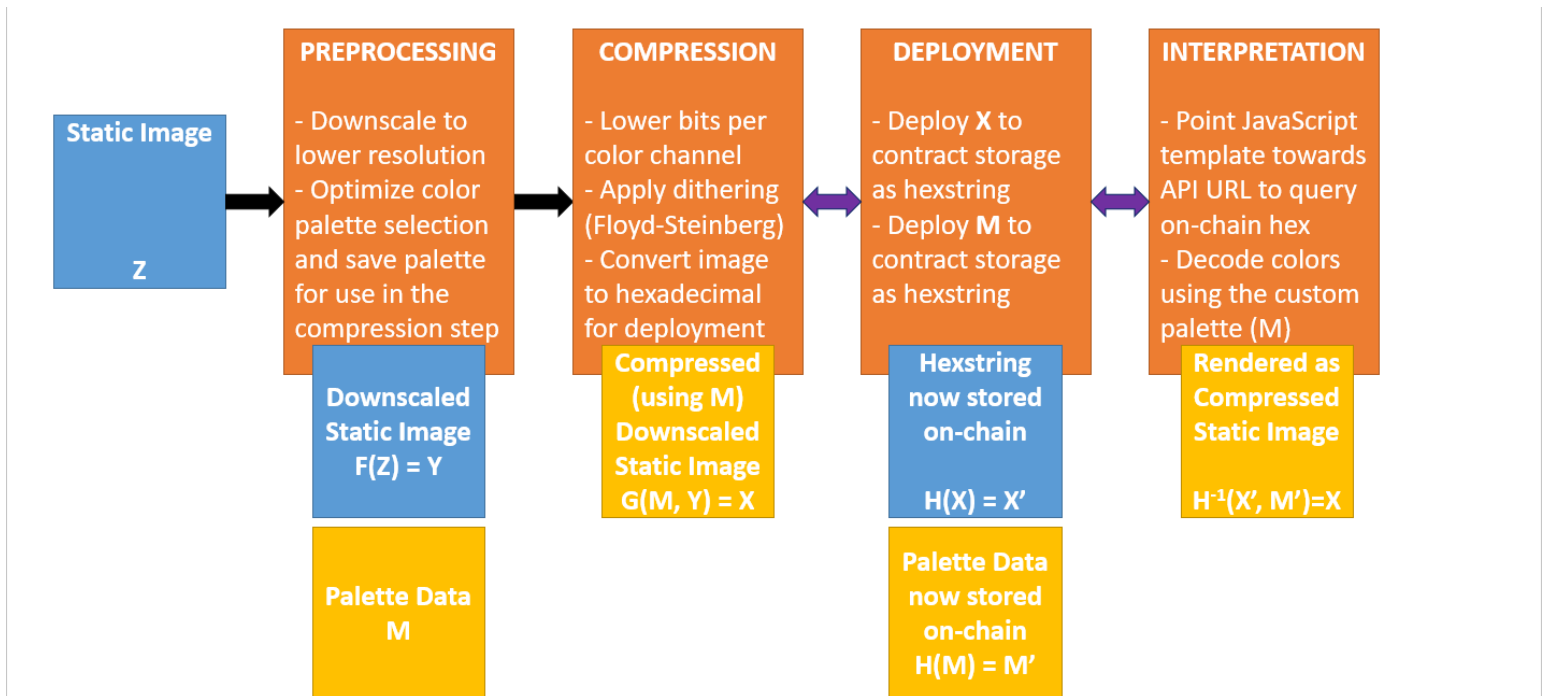 Static Image
Z
PREPROCESSING
- Downscale to
lower resolution
- Optimize color
palette selection
and save palette
for use in the
compression step
Downscaled
Static Image
F(Z) = Y
Palette Data
M
COMPRESSION
- Lower bits per
color channel
- Apply dithering
(Floyd-Steinberg)
- Convert image
to hexadecimal
for deployment
Compressed
(using M)
Downscaled
Static Image
G(M, Y) = X
DEPLOYMENT
- Deploy X to
contract storage
as hexstring
- Deploy M to
contract storage
as hexstring
Hexstring
now stored
on-chain
H(X) = X’
Palette Data
now stored
on-chain
H(M) = M’
INTERPRETATION
- Point JavaScript
template towards
API URL to query
on-chain hex
- Decode colors
using the custom
palette (M)
Rendered as
Compressed
Static Image
H⁻¹(X’, M’)=X